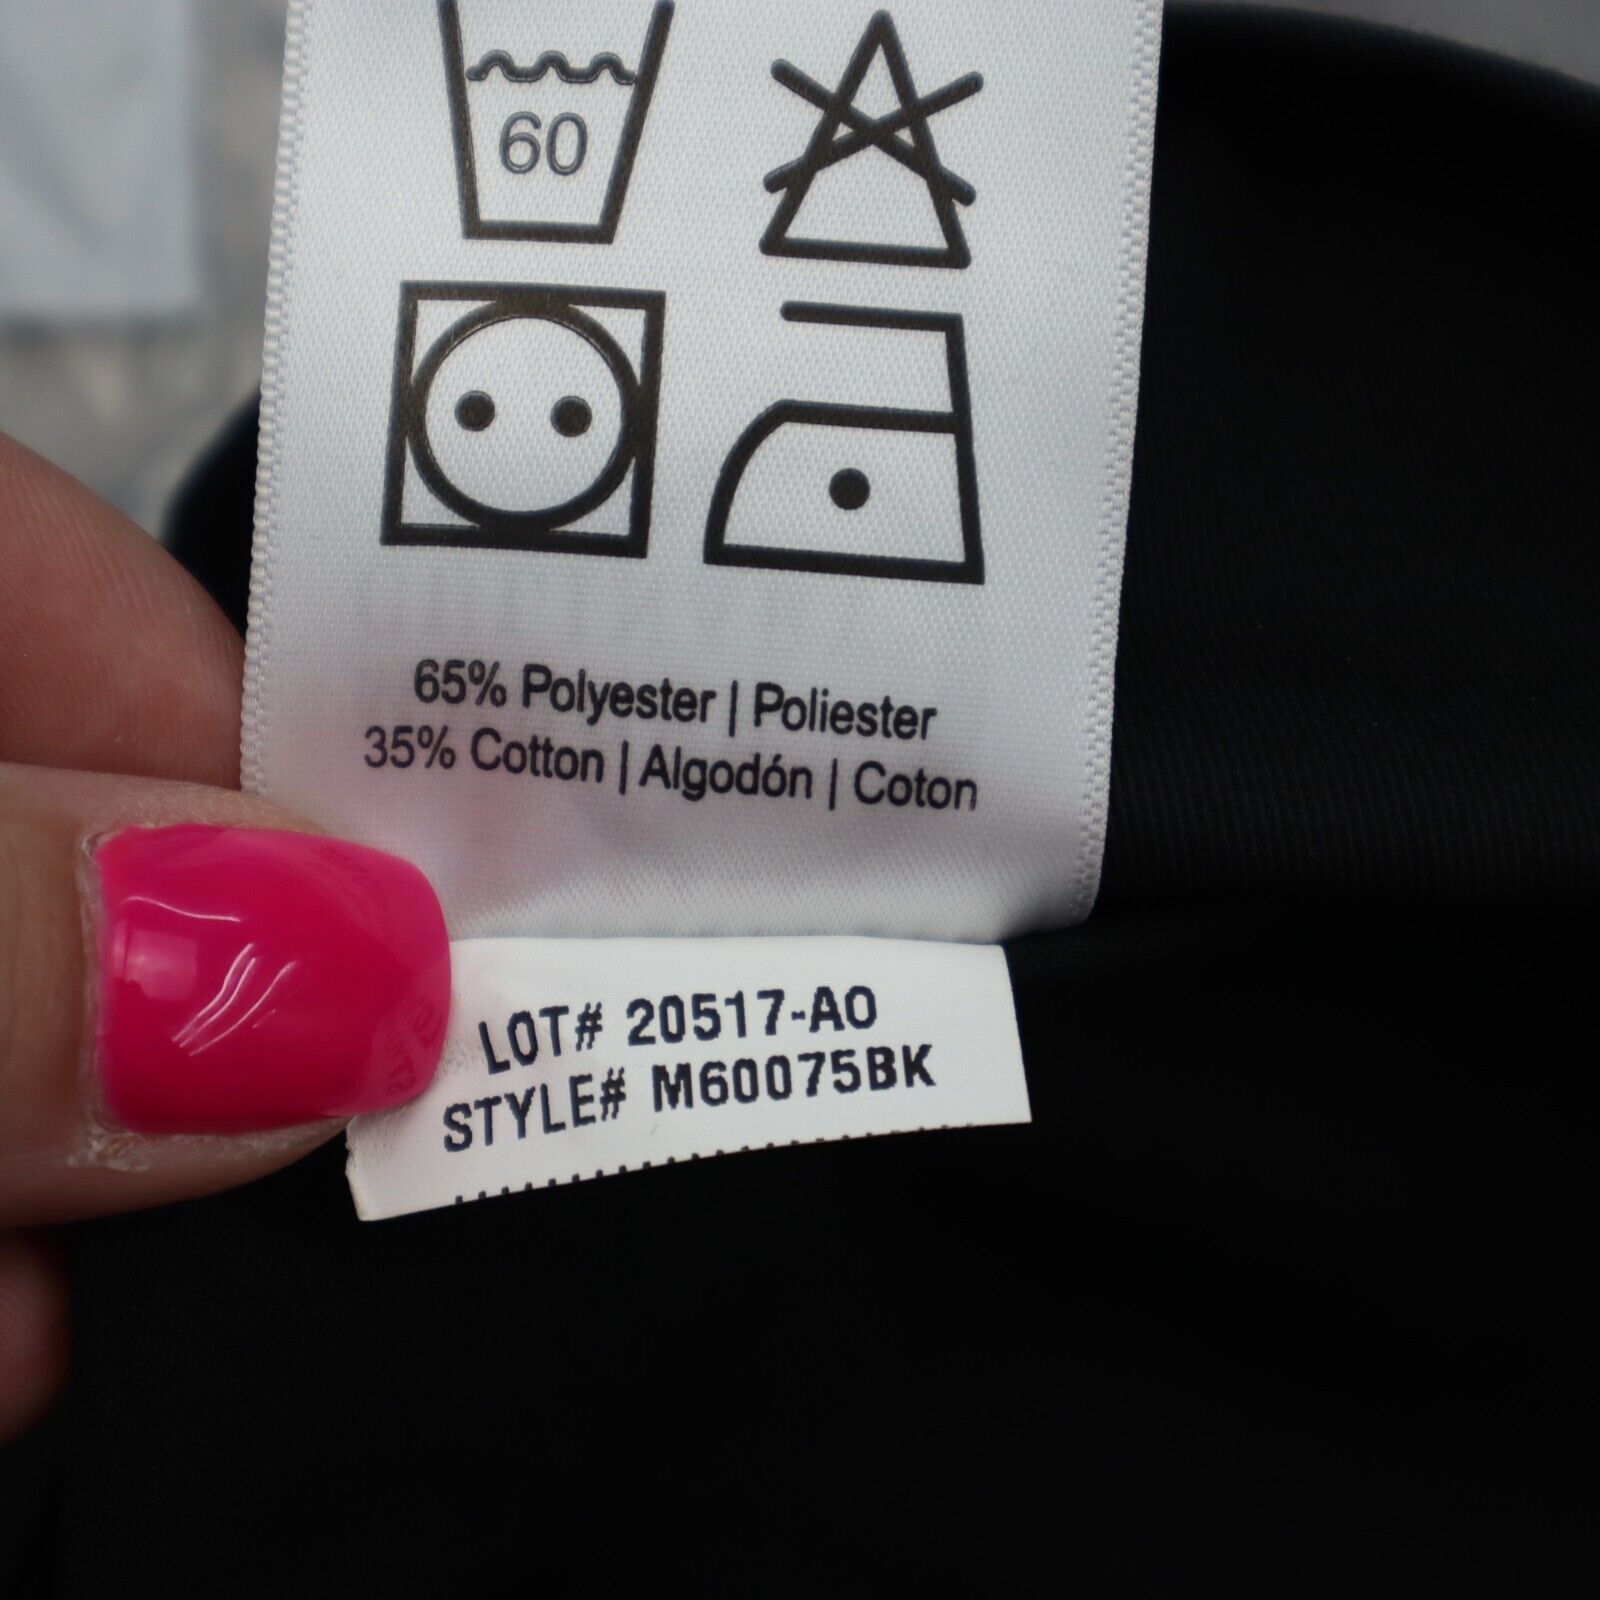 60
65% Polyester | Poliester
35% Cotton | Algodón | Coton
LOT# 20517-AO
STYLE# M60075BK